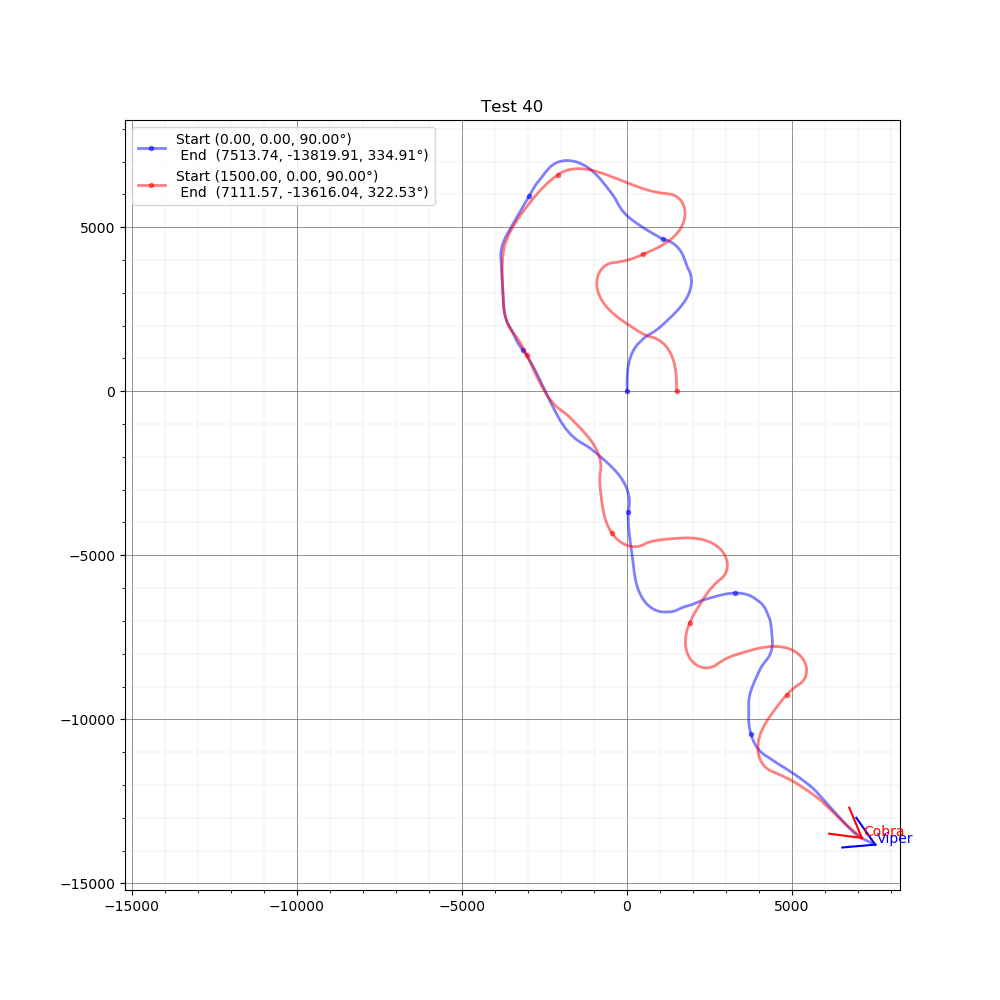 Test 40
Start (0.00, 0.00, 90.00°)
End (7513.74, -13819.91, 334.91°)
Start (1500.00, 0.00, 90.00°)
End (7111.57, -13616.04, 322.53°)
5000
0
−5000
−10000
−15000
Cobra
Viper
−15000
−10000
−5000
0
5000